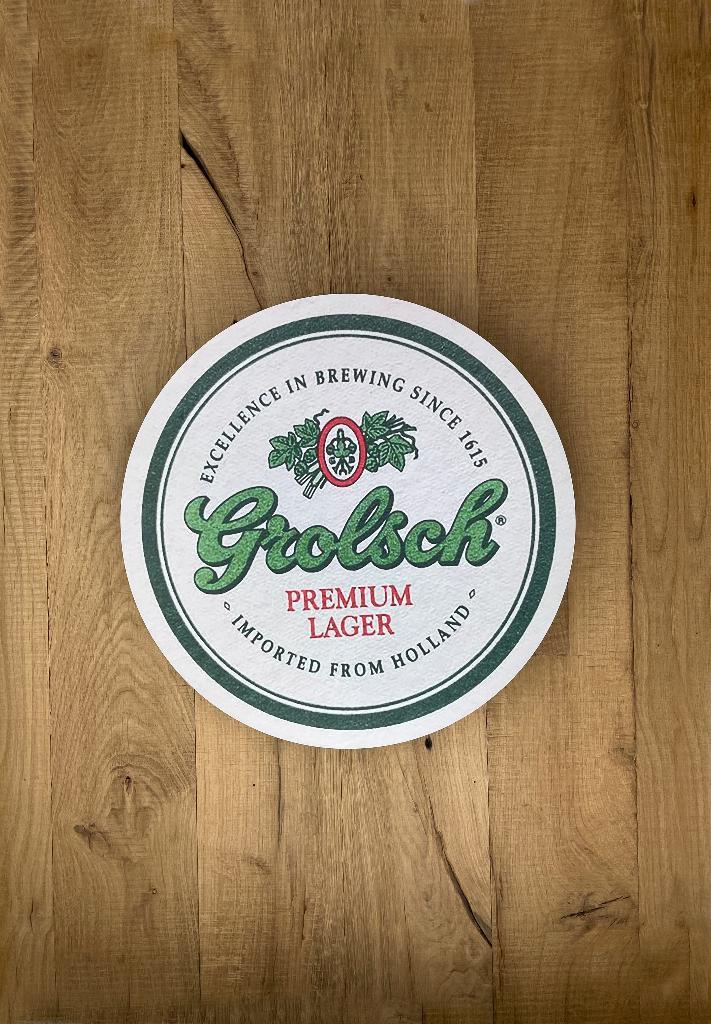 EXCELLENCE IN BREWING SINCE 1615
Grolsch®
PREMIUM
LAGER
IMPORTED FROM HOLLAND